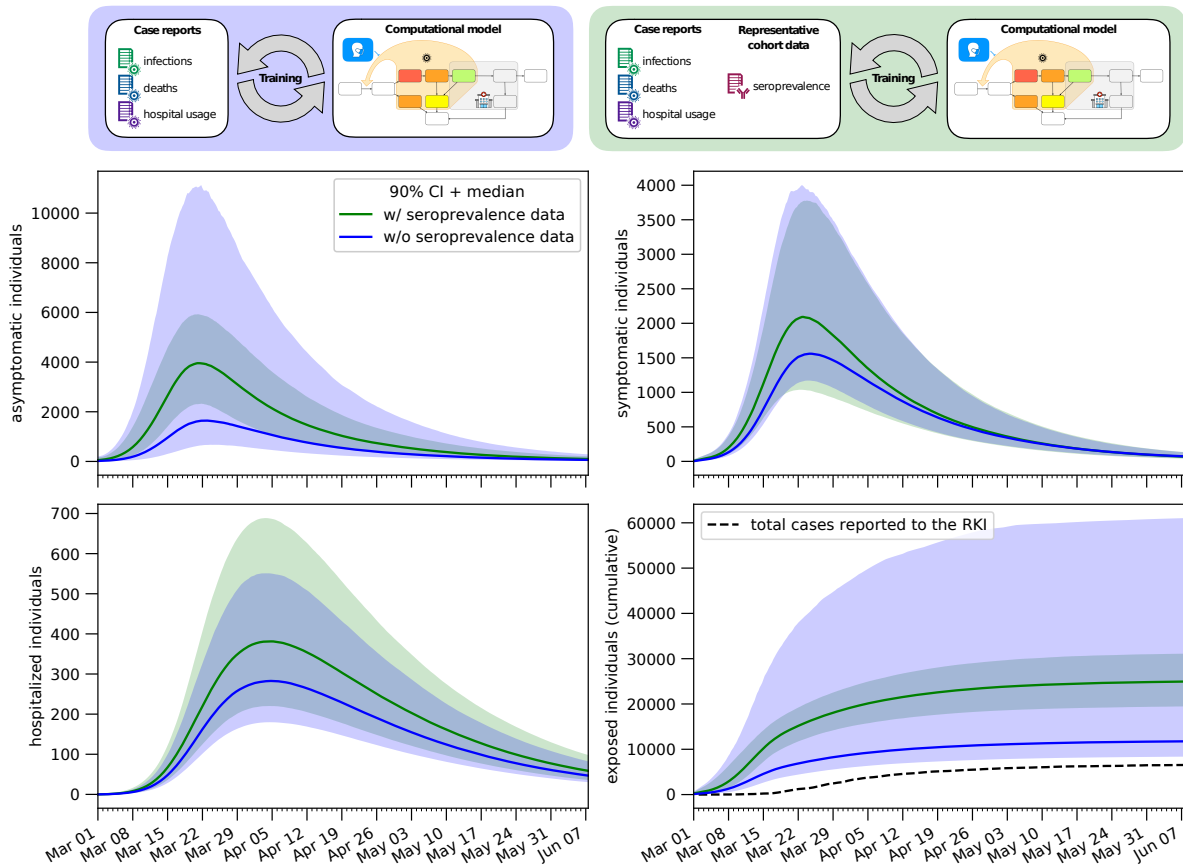 Case reports
infections
deaths
hospital usage
Training
Computational model
Case reports
infections
deaths
hospital usage
Representative
cohort data
seroprevalence
Training
Computational model
asymptomatic individuals
10000
8000
6000
4000
2000
0
90% CI + median
w/ seroprevalence data
w/o seroprevalence data
symptomatic individuals
4000
3500
3000
2500
2000
1500
1000
500
0
hospitalized individuals
700
600
500
400
300
200
100
0
Mar 01
Mar 08
Mar 15
Mar 22
Mar 29
Apr 05
Apr 12
Apr 19
Apr 26
May 03
May 10
May 17
May 24
May 31
Jun 07
exposed individuals (cumulative)
60000
50000
40000
30000
20000
10000
0
total cases reported to the RKI
Mar 01
Mar 08
Mar 15
Mar 22
Mar 29
Apr 05
Apr 12
Apr 19
Apr 26
May 03
May 10
May 17
May 24
May 31
Jun 07